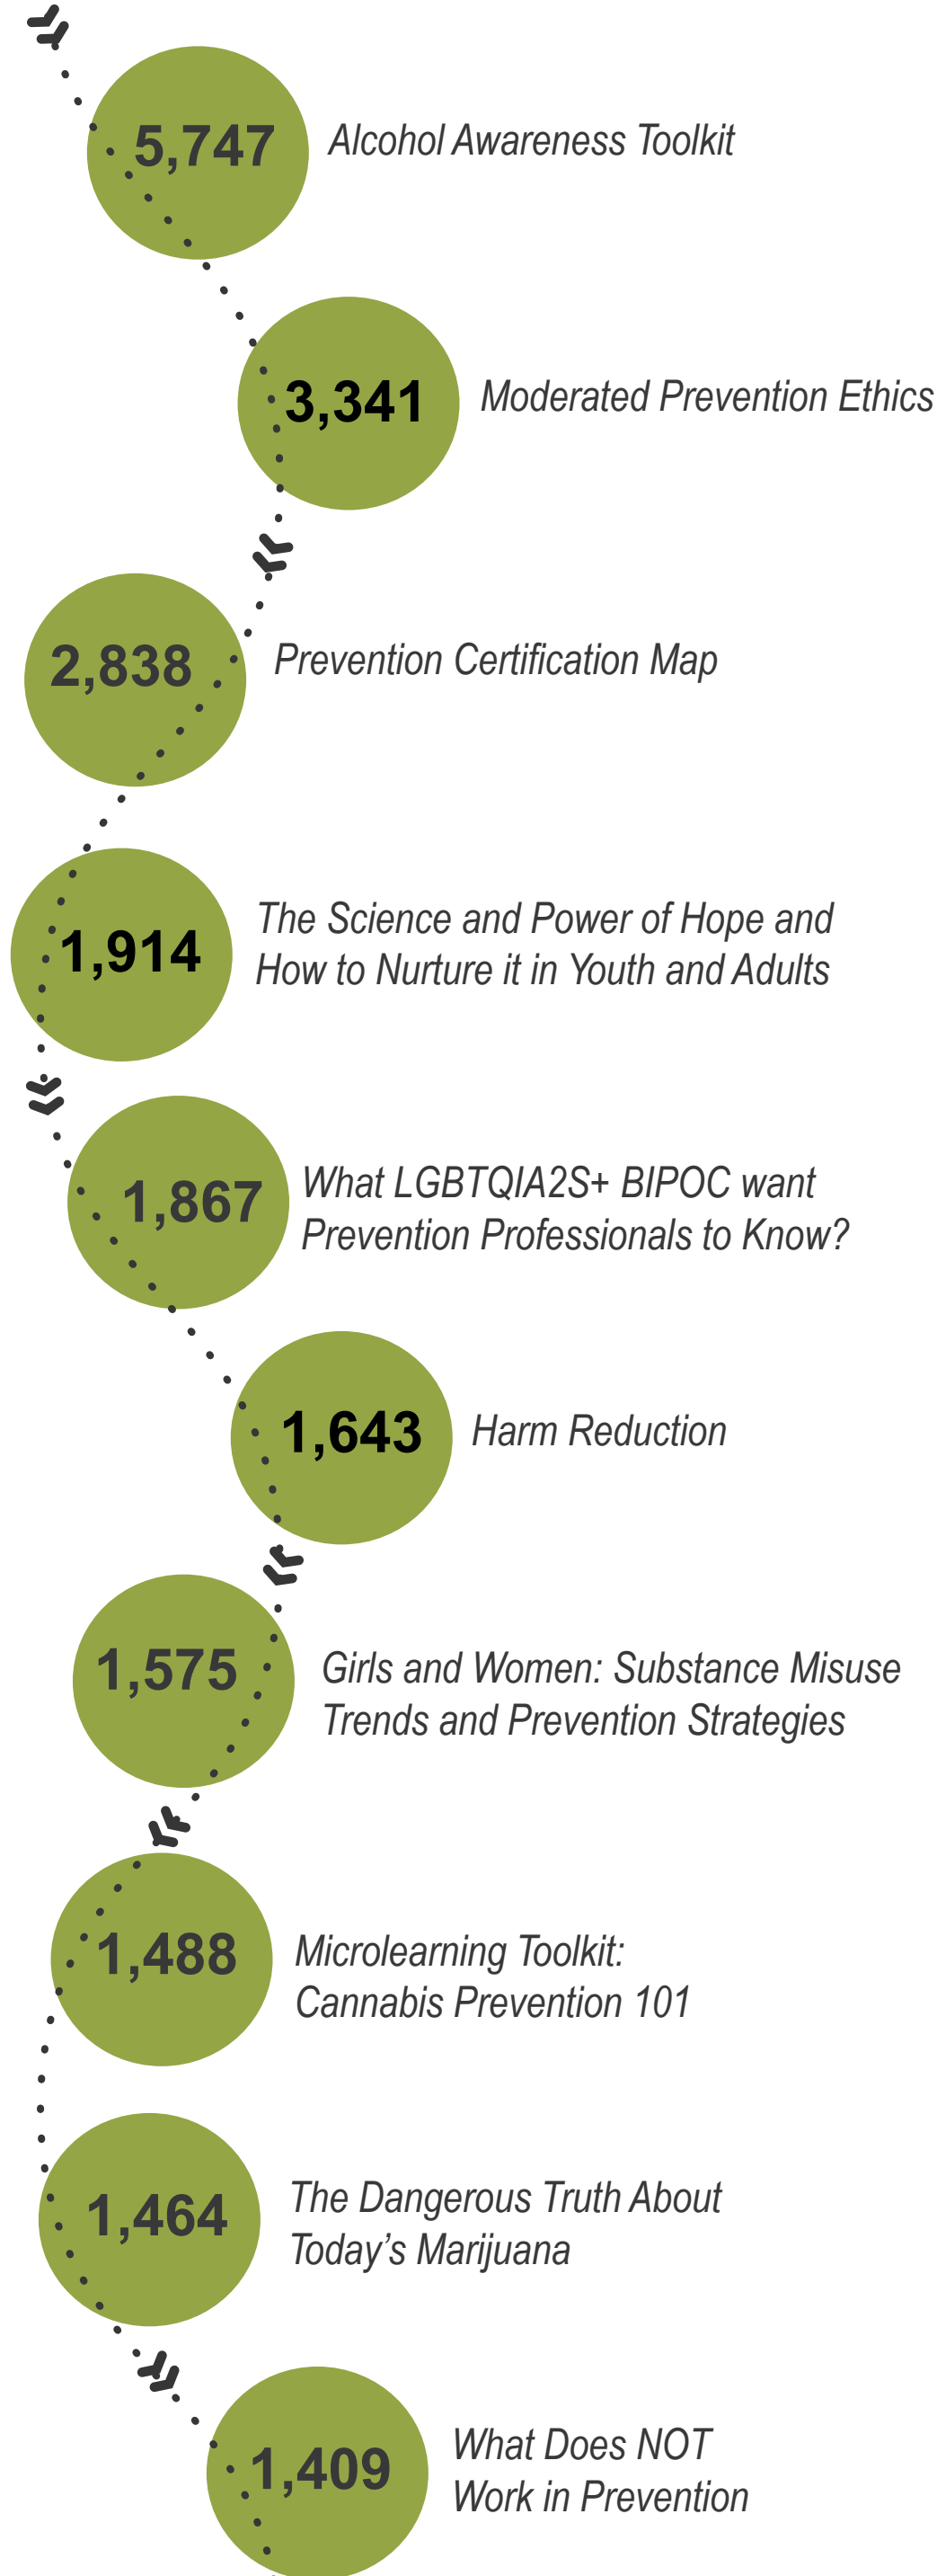 5,747
Alcohol Awareness Toolkit
3,341
Moderated Prevention Ethics
2,838
Prevention Certification Map
1,914
The Science and Power of Hope and
How to Nurture it in Youth and Adults
1,867
What LGBTQIA2S+ BIPOC want
Prevention Professionals to Know?
1,643
Harm Reduction
1,575
Girls and Women: Substance Misuse
Trends and Prevention Strategies
1,488
Microlearning Toolkit:
Cannabis Prevention 101
1,464
The Dangerous Truth About
Today’s Marijuana
1,409
What Does NOT
Work in Prevention